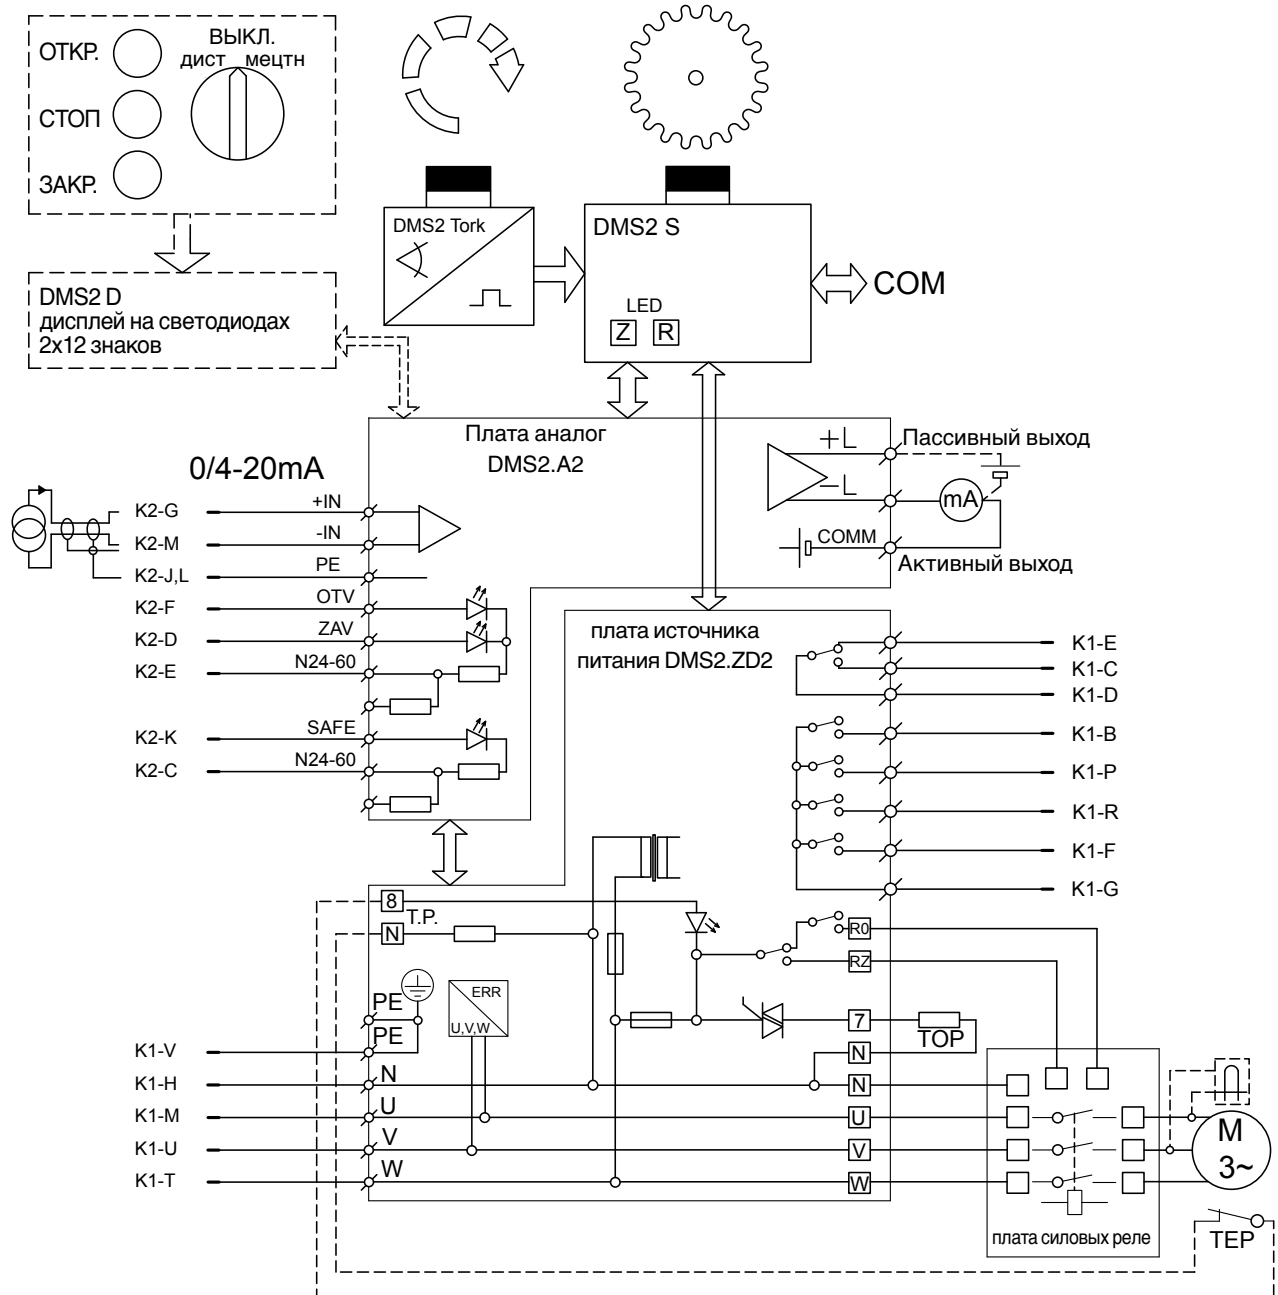 ОТКР.
СТОП
ЗАКР.
ВЫКЛ.
дист мецтн
DMS2 D
дисплей на светодиодах
2x12 знаков
DMS2 Tork
DMS2 S
LED
Z R
COM
Плата аналог
DMS2.A2
0/4-20mA
+L
Пассивный выход
-L
mA
COMM
Активный выход
K2-G +IN
K2-M -IN
K2-J,L PE
K2-F OTV
K2-D ZAV
K2-E N24-60
K2-K SAFE
K2-C N24-60
плата источника
питания DMS2.ZD2
K1-E
K1-C
K1-D
K1-B
K1-P
K1-R
K1-F
K1-G
8
T.P.
N
R0
RZ
PE
PE
ERR
U,V,W
7
TOP
N
K1-V
K1-H N N
K1-M U U
K1-U V V
K1-T W W
M
3~
плата силовых реле
TEP